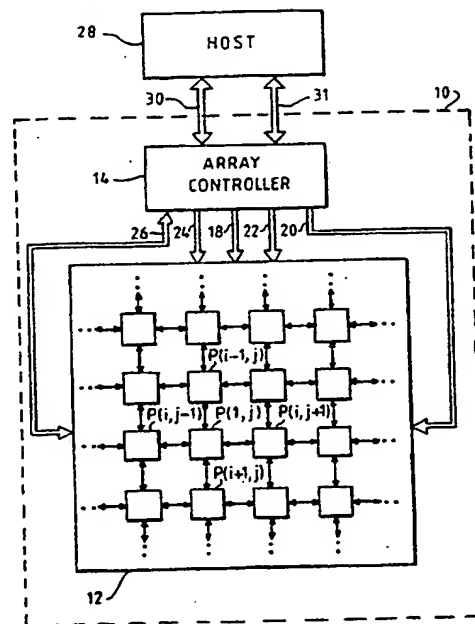 28
HOST
30
31
10
14
ARRAY
CONTROLLER
26
24
18
22
20
P(i-1,j)
P(i,j-1)
P(1,j)
P(i,j+1)
P(i+1,j)
12